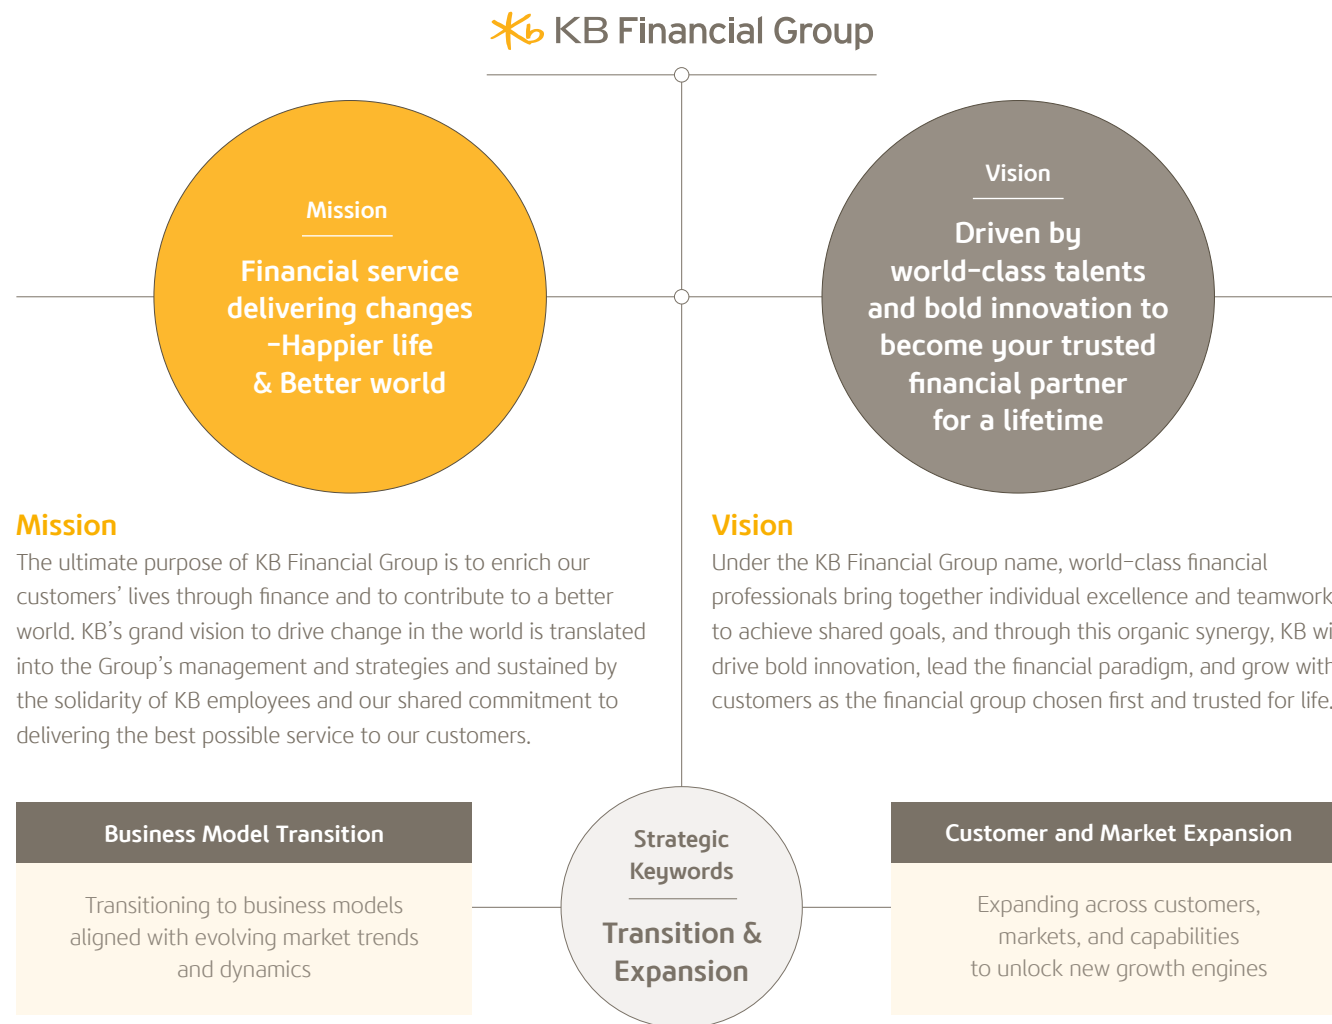 Kb KB Financial Group
Mission
Financial service
delivering changes
-Happier life
& Better world
Vision
Driven by
world-class talents
and bold innovation to
become your trusted
financial partner
for a lifetime
Mission
The ultimate purpose of KB Financial Group is to enrich our
customers’ lives through finance and to contribute to a better
world. KB’s grand vision to drive change in the world is translated
into the Group’s management and strategies and sustained by
the solidarity of KB employees and our shared commitment to
delivering the best possible service to our customers.
Vision
Under the KB Financial Group name, world-class financial
professionals bring together individual excellence and teamwork
to achieve shared goals, and through this organic synergy, KB
drive bold innovation, lead the financial paradigm, and grow with
customers as the financial group chosen first and trusted for life.
Business Model Transition
Transitioning to business models
aligned with evolving market trends
and dynamics
Strategic
Keywords
Transition &
Expansion
Customer and Market Expansion
Expanding across customers,
markets, and capabilities
to unlock new growth engines